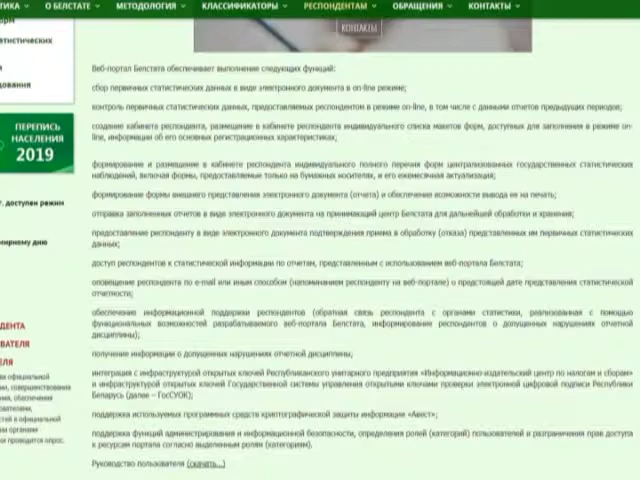 О БЕЛСТАТЕ МЕТОДОЛОГИЯ КЛАССИФИКАТОРЫ РЕСПОНДЕНТАМ ОБРАЩЕНИЯ КОНТАКТЫ
КОНТАКТЫ
ПЕРЕПИСЬ
НАСЕЛЕНИЯ
2019
доступен режим
Веб-портал Белстата обеспечивает выполнение следующих функций:
сбор первичных статистических данных в виде электронного документа в on-line режиме;
контроль первичных статистических данных, предоставляемых респондентом в режиме on-line, в том числе с данными отчетов предыдущих периодов;
создание кабинета респондента, размещение в кабинете респондента индивидуального списка макетов форм, доступных для заполнения в режиме on-
line, информации об его основных регистрационных характеристиках;
формирование и размещение в кабинете респондента индивидуального полного перечня форм централизованных государственных статистических
наблюдений, включая формы, предоставляемые только на бумажных носителях, и его ежемесячная актуализация;
формирование формы внешнего представления электронного документа (отчета) и обеспечение возможности вывода ее на печать;
отправка заполненных отчетов в виде электронного документа на принимающий центр Белстата для дальнейшей обработки и хранения;
предоставление респонденту в виде электронного документа подтверждения приема в обработку (отказа) представленных им первичных статистических
данных;
доступ респондентов к статистической информации по отчетам, представленным с использованием веб-портала Белстата;
оповещение респондента по e-mail или иным способом (напоминанием респонденту на веб-портале) о предстоящей дате представления статистической
отчетности;
обеспечение информационной поддержки респондентов (обратная связь респондента с органами статистики, реализованная с помощью
функциональных возможностей разрабатываемого веб-портала Белстата, информирование респондентов о допущенных нарушениях отчетной
дисциплины);
получение информации о допущенных нарушениях отчетной дисциплины;
интеграция с инфраструктурой открытых ключей Республиканского унитарного предприятия «Информационно-издательский центр по налогам и сборам»
и инфраструктурой открытых ключей Государственной системы управления открытыми ключами проверки электронной цифровой подписи Республики
Беларусь (далее – ГосСУОК);
поддержка используемых программных средств криптографической защиты информации «Авест»;
поддержка функций администрирования и информационной безопасности, определения ролей (категорий) пользователей и разграничения прав доступа
к ресурсам портала согласно выделенным ролям (категориям).
Руководство пользователя (скачать...)